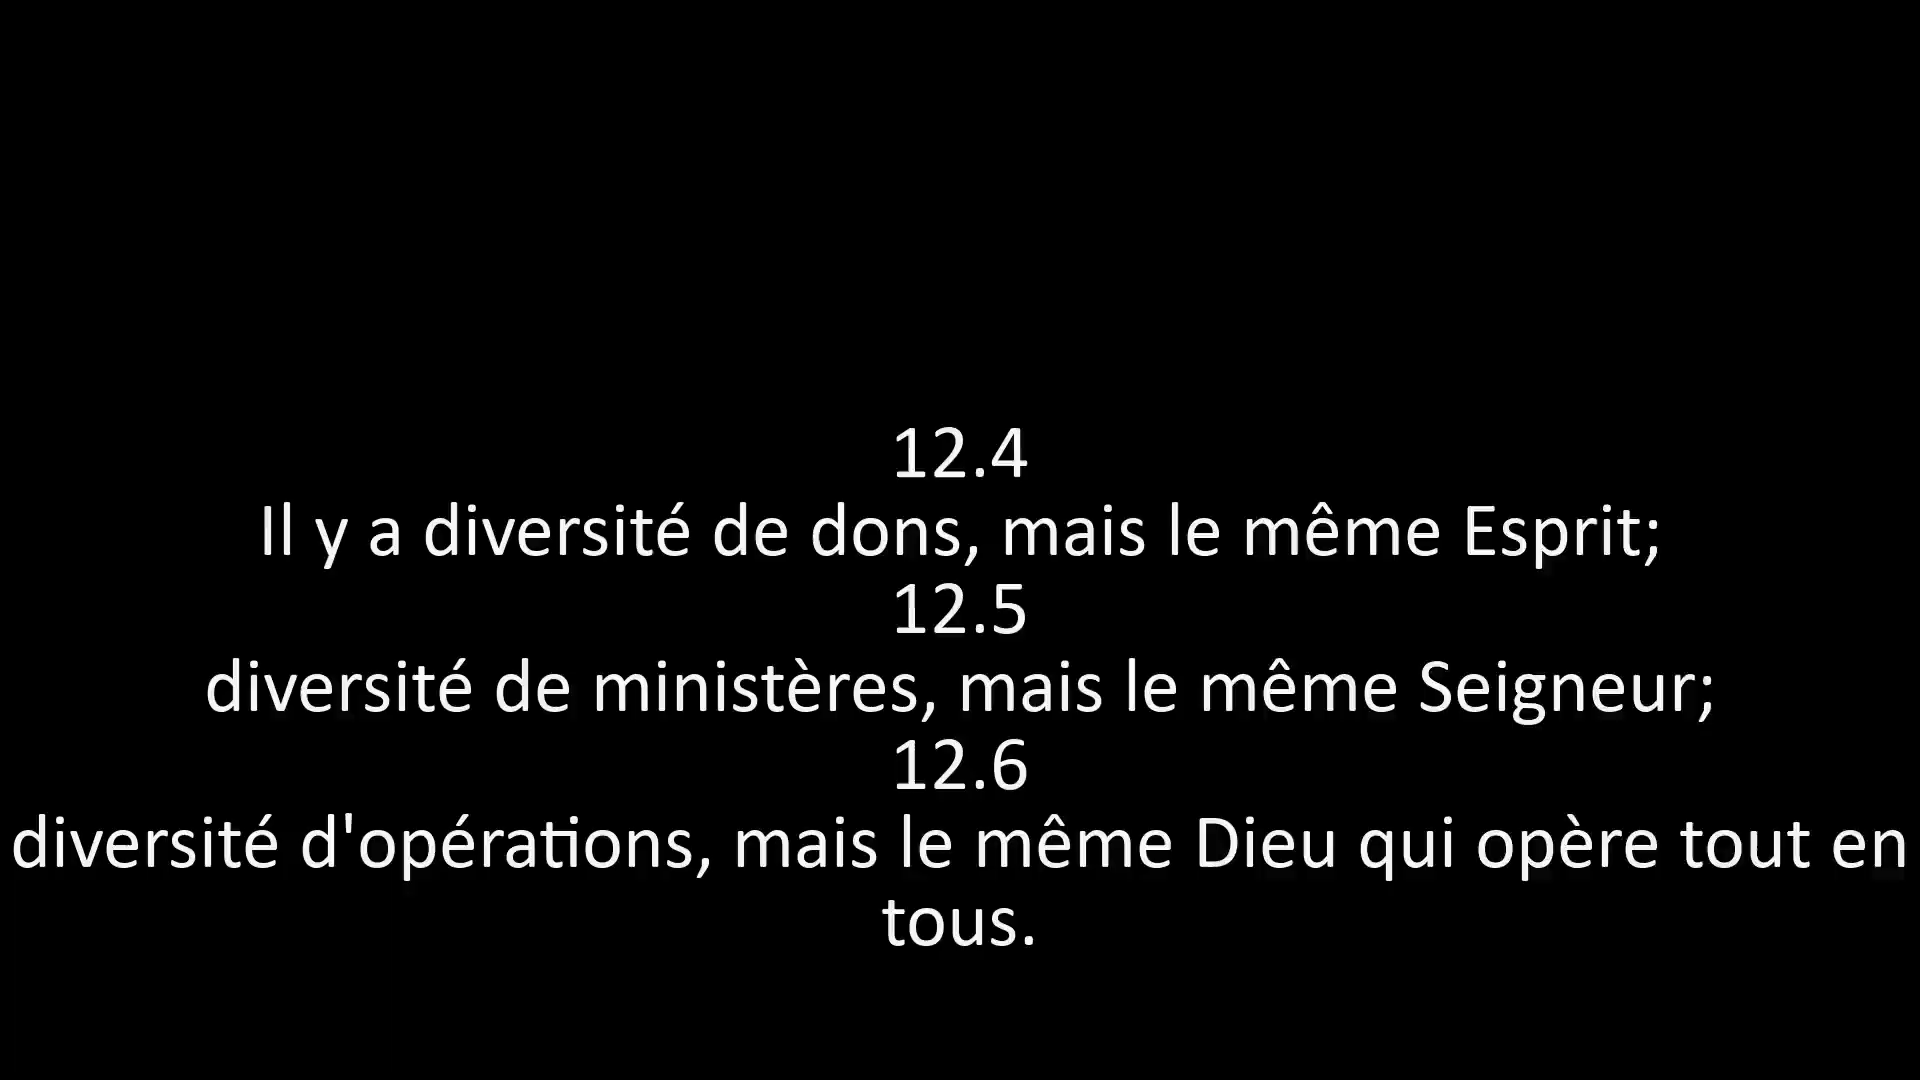 12.4
Il y a diversité de dons, mais le même Esprit;
12.5
diversité de ministères, mais le même Seigneur;
12.6
diversité d'opérations, mais le même Dieu qui opère tout en
tous.